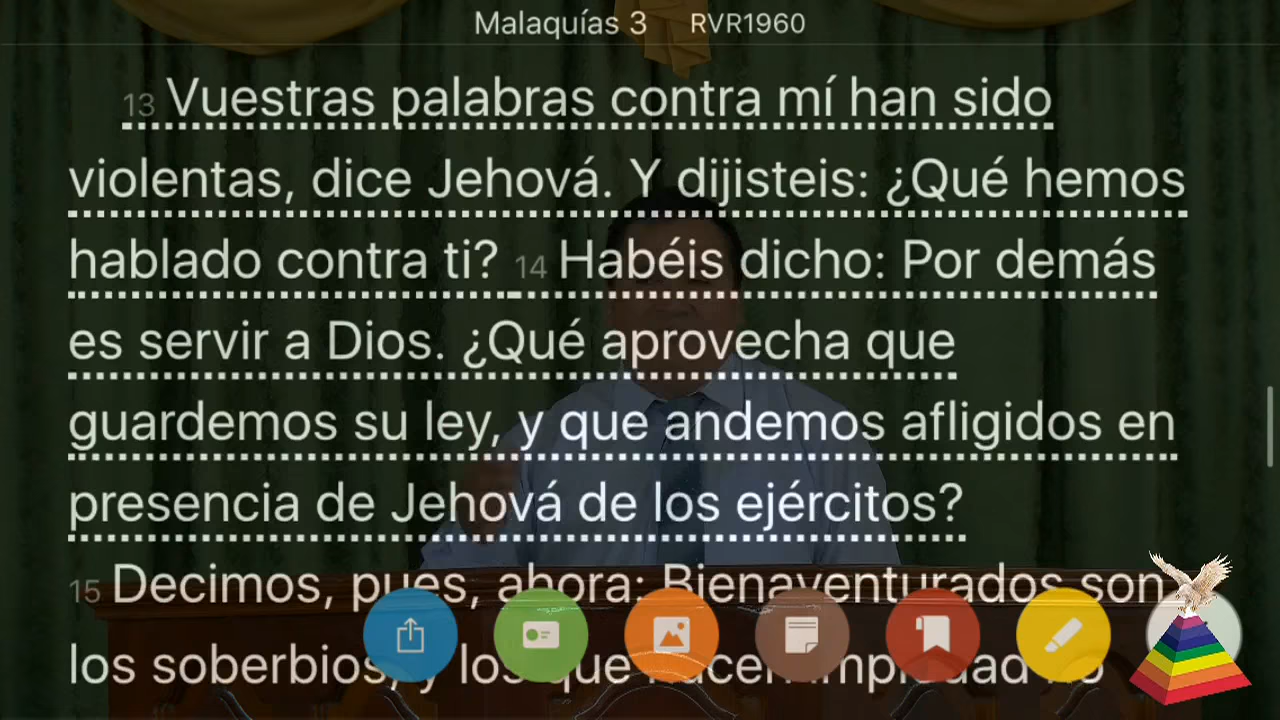 Malaquías 3 RVR1960
13 Vuestras palabras contra mí han sido
violentas, dice Jehová. Y dijisteis: ¿Qué hemos
hablado contra ti? 14 Habéis dicho: Por demás
es servir a Dios. ¿Qué aprovecha que
guardemos su ley, y que andemos afligidos en
presencia de Jehová de los ejércitos?
15 Decimos, pues, ahora: Bienaventurados son
los soberbios, y los que